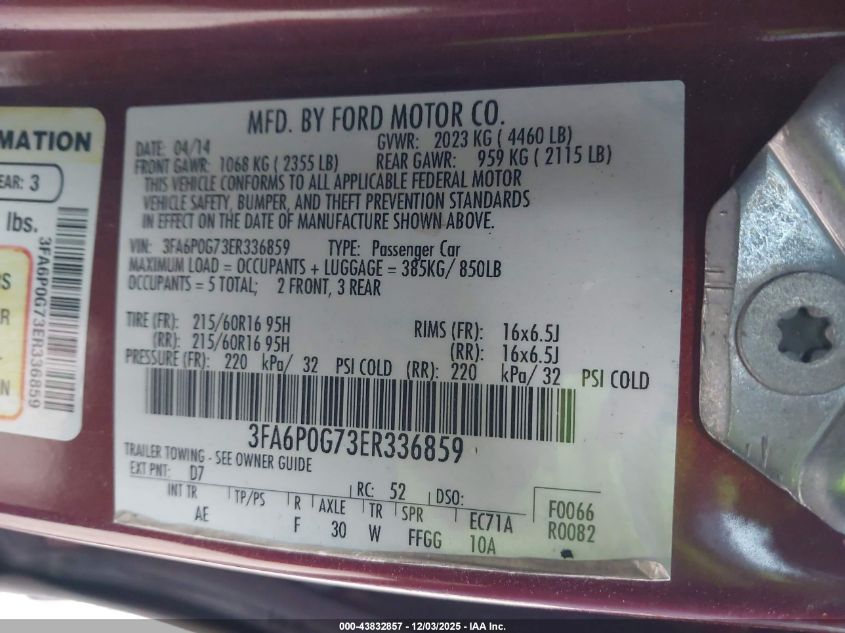 MFD. BY FORD MOTOR CO.
DATE: 04/14 GVWR: 2023 KG ( 4460 LB)
FRONT GAWR: 1068 KG ( 2355 LB) REAR GAWR: 959 KG ( 2115 LB)
THIS VEHICLE CONFORMS TO ALL APPLICABLE FEDERAL MOTOR
VEHICLE SAFETY, BUMPER, AND THEFT PREVENTION STANDARDS
IN EFFECT ON THE DATE OF MANUFACTURE SHOWN ABOVE.
VIN: 3FA6P0G73ER336859 TYPE: Passenger Car
MAXIMUM LOAD = OCCUPANTS + LUGGAGE = 385KG/ 850LB
OCCUPANTS = 5 TOTAL; 2 FRONT, 3 REAR
TIRE (FR): 215/60R16 95H RIMS (FR): 16x6.5J
(RR): 215/60R16 95H (RR): 16x6.5J
PRESSURE (FR): 220 kPa/ 32 PSI COLD (RR): 220 kPa/ 32 PSI COLD
3FA6P0G73ER336859
TRAILER TOWING - SEE OWNER GUIDE
EXT PNT: D7 RC: 52 DSO:
INT TR TP/PS R AXLE TR SPR EC71A F0066
AE F 30 W FFGG 10A R0082
MATION
EAR: 3
lbs.
3FA6P0G73ER336859
RS
R
ER
N
000-43832857 - 12/03/2025 - IAA Inc.